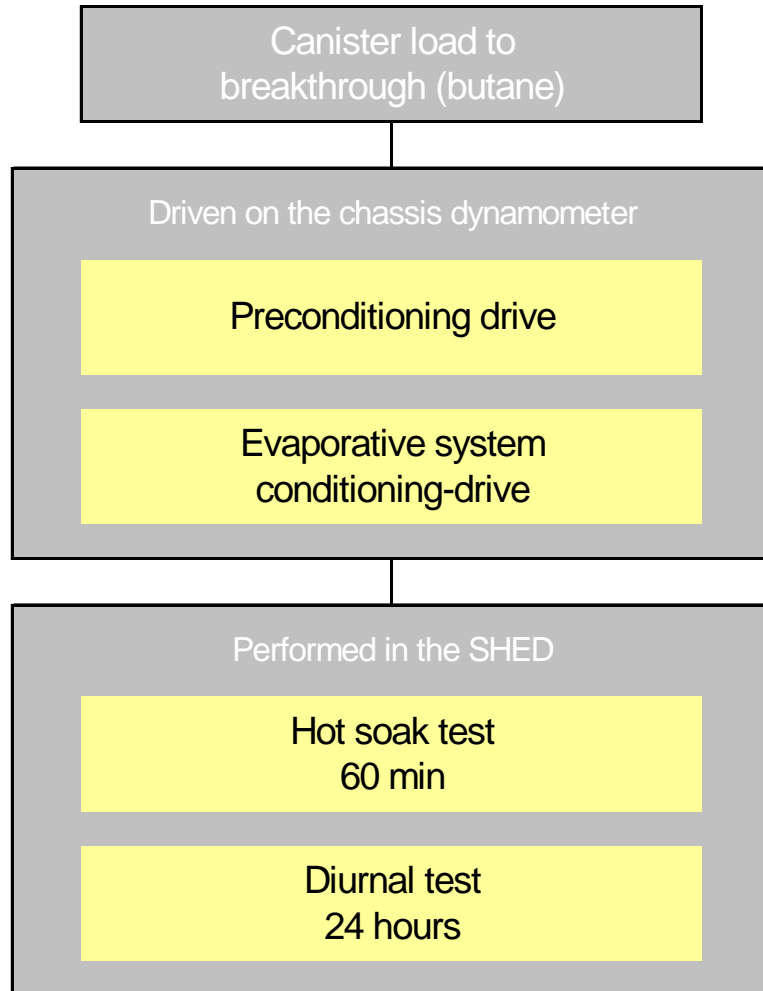 Canister load to
breakthrough (butane)
Driven on the chassis dynamometer
Preconditioning drive
Evaporative system
conditioning-drive
Performed in the SHED
Hot soak test
60 min
Diurnal test
24 hours